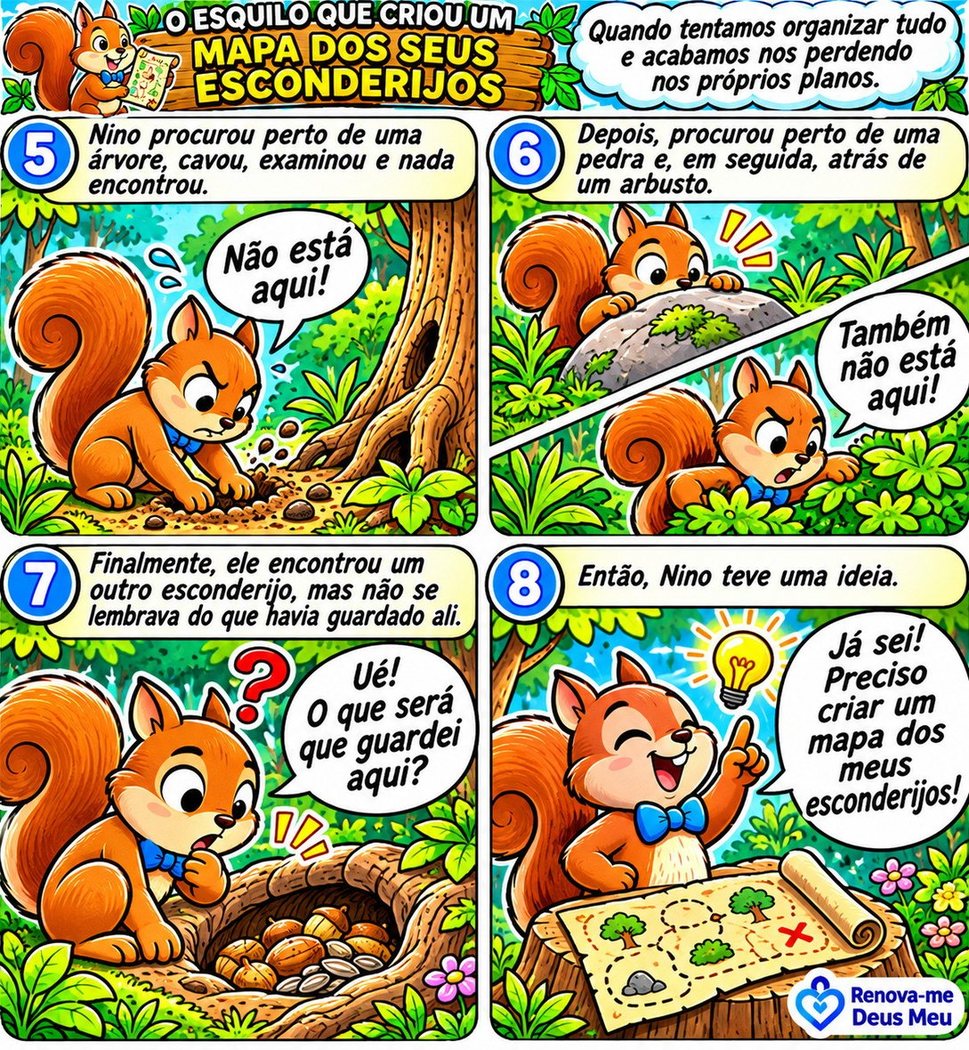 O ESQUILO QUE CRIOU UM
MAPA DOS SEUS
ESCONDERIJOS
Quando tentamos organizar tudo
e acabamos nos perdendo
nos próprios planos.
5
Nino procurou perto de uma
árvore, cavou, examinou e nada
encontrou.
Não está
aqui!
6
Depois, procurou perto de uma
pedra e, em seguida, atrás de
um arbusto.
Também
não está
aqui!
7
Finalmente, ele encontrou um
outro esconderijo, mas não se
lembrava do que havia guardado ali.
?
Ué!
O que será
que guardei
aqui?
8
Então, Nino teve uma ideia.
Já sei!
Preciso
criar um
mapa dos
meus
esconderijos!
Renova-me
Deus Meu